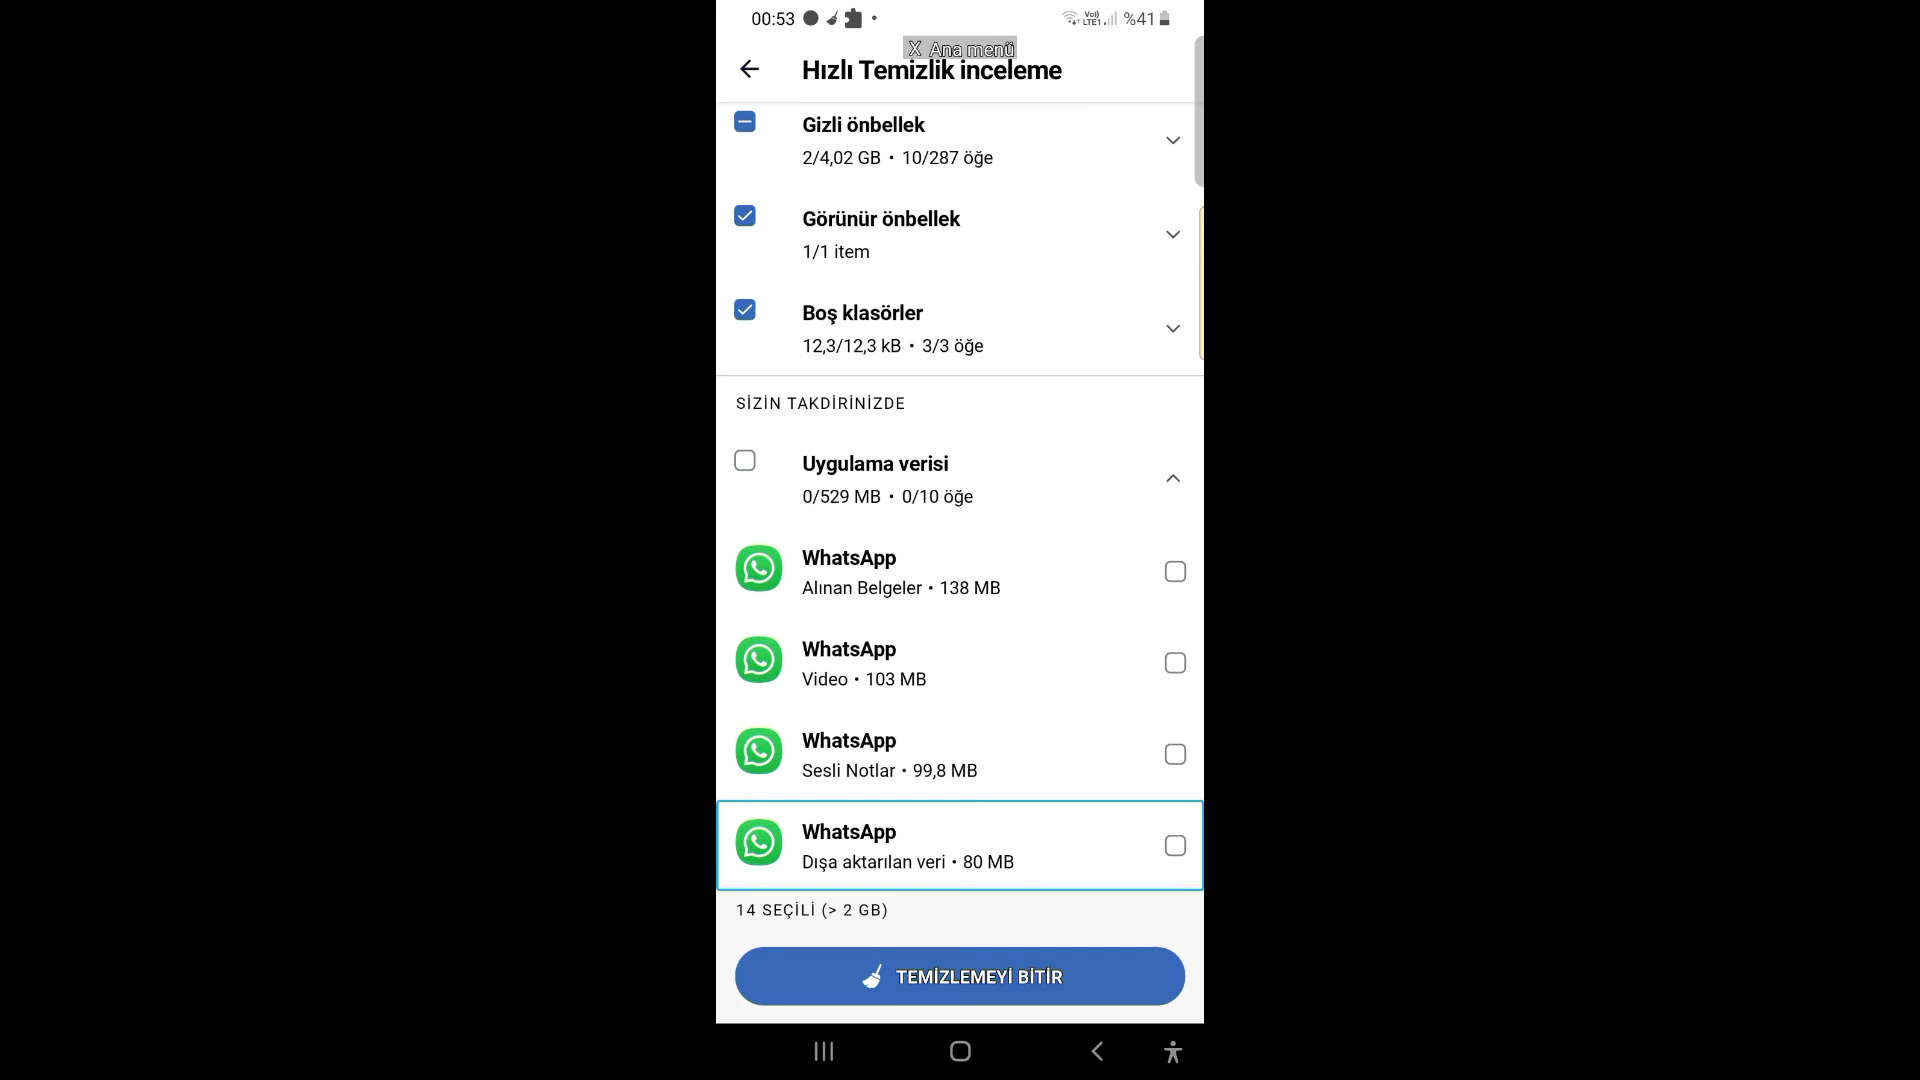 00:53
Vo))
LTE1
%41
X Ana menü
Hızlı Temizlik inceleme
Gizli önbellek
2/4,02 GB • 10/287 öğe
Görünür önbellek
1/1 item
Boş klasörler
12,3/12,3 kB • 3/3 öğe
SİZİN TAKDİRİNİZDE
Uygulama verisi
0/529 MB • 0/10 öğe
WhatsApp
Alınan Belgeler • 138 MB
WhatsApp
Video • 103 MB
WhatsApp
Sesli Notlar • 99,8 MB
WhatsApp
Dışa aktarılan veri • 80 MB
14 SEÇİLİ (> 2 GB)
TEMİZLEMEYİ BİTİR